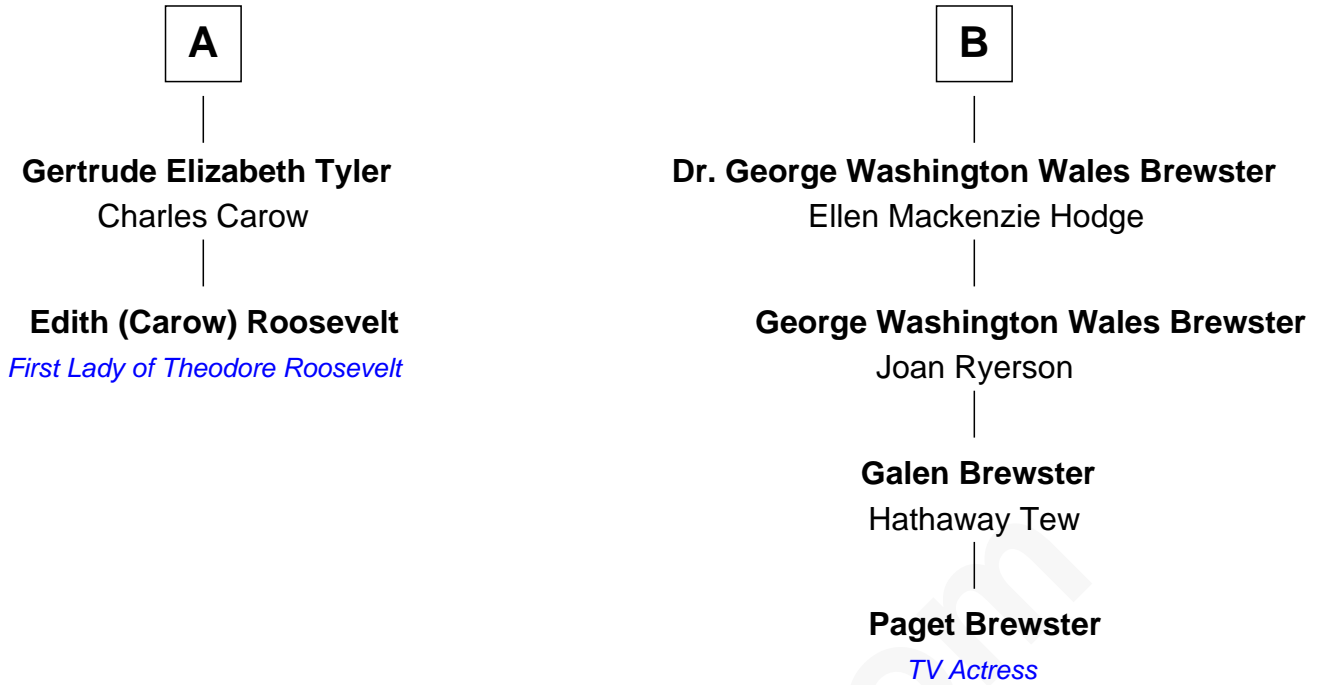 A
Gertrude Elizabeth Tyler
Charles Carow
Edith (Carow) Roosevelt
First Lady of Theodore Roosevelt
B
Dr. George Washington Wales Brewster
Ellen Mackenzie Hodge
George Washington Wales Brewster
Joan Ryerson
Galen Brewster
Hathaway Tew
Paget Brewster
TV Actress